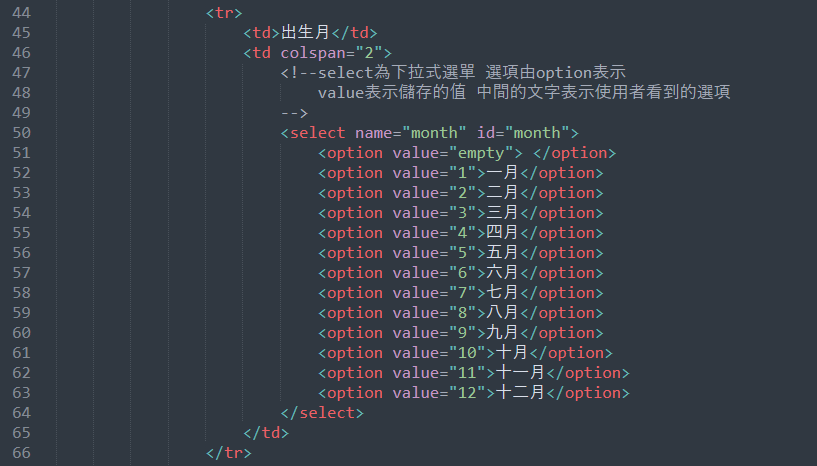 44 <tr>
45 <td>出生月</td>
46 <td colspan="2">
47 <!--select為下拉式選單 選項由option表示
48 value表示儲存的值 中間的文字表示使用者看到的選項
49 -->
50 <select name="month" id="month">
51 <option value="empty"> </option>
52 <option value="1">一月</option>
53 <option value="2">二月</option>
54 <option value="3">三月</option>
55 <option value="4">四月</option>
56 <option value="5">五月</option>
57 <option value="6">六月</option>
58 <option value="7">七月</option>
59 <option value="8">八月</option>
60 <option value="9">九月</option>
61 <option value="10">十月</option>
62 <option value="11">十一月</option>
63 <option value="12">十二月</option>
64 </select>
65 </td>
66 </tr>